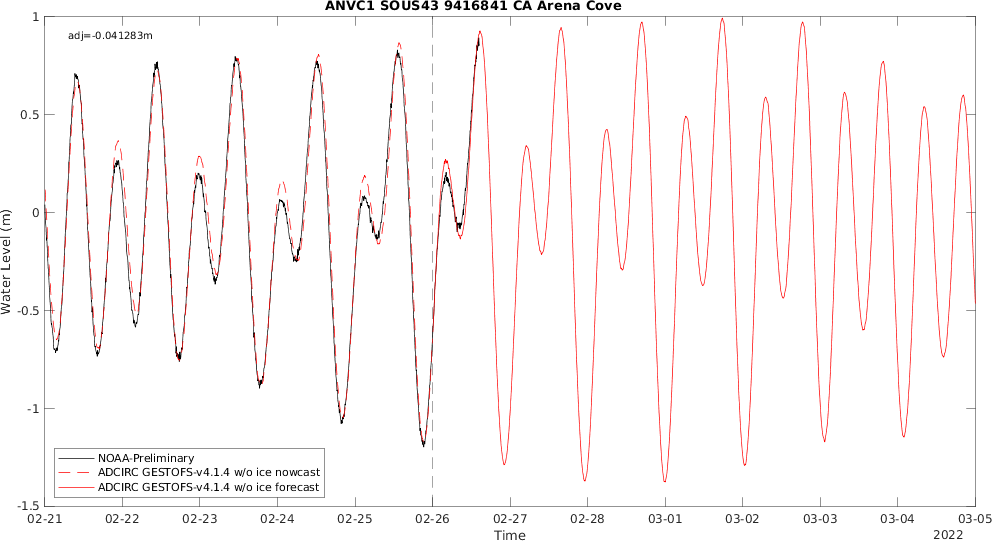 ANVC1 SOUS43 9416841 CA Arena Cove
adj=-0.041283m
1
0.5
0
-0.5
-1
-1.5
Water Level (m)
NOAA-Preliminary
ADCIRC GESTOFS-v4.1.4 w/o ice nowcast
ADCIRC GESTOFS-v4.1.4 w/o ice forecast
02-21 02-22 02-23 02-24 02-25 02-26 02-27 02-28 03-01 03-02 03-03 03-04 03-05
Time
2022